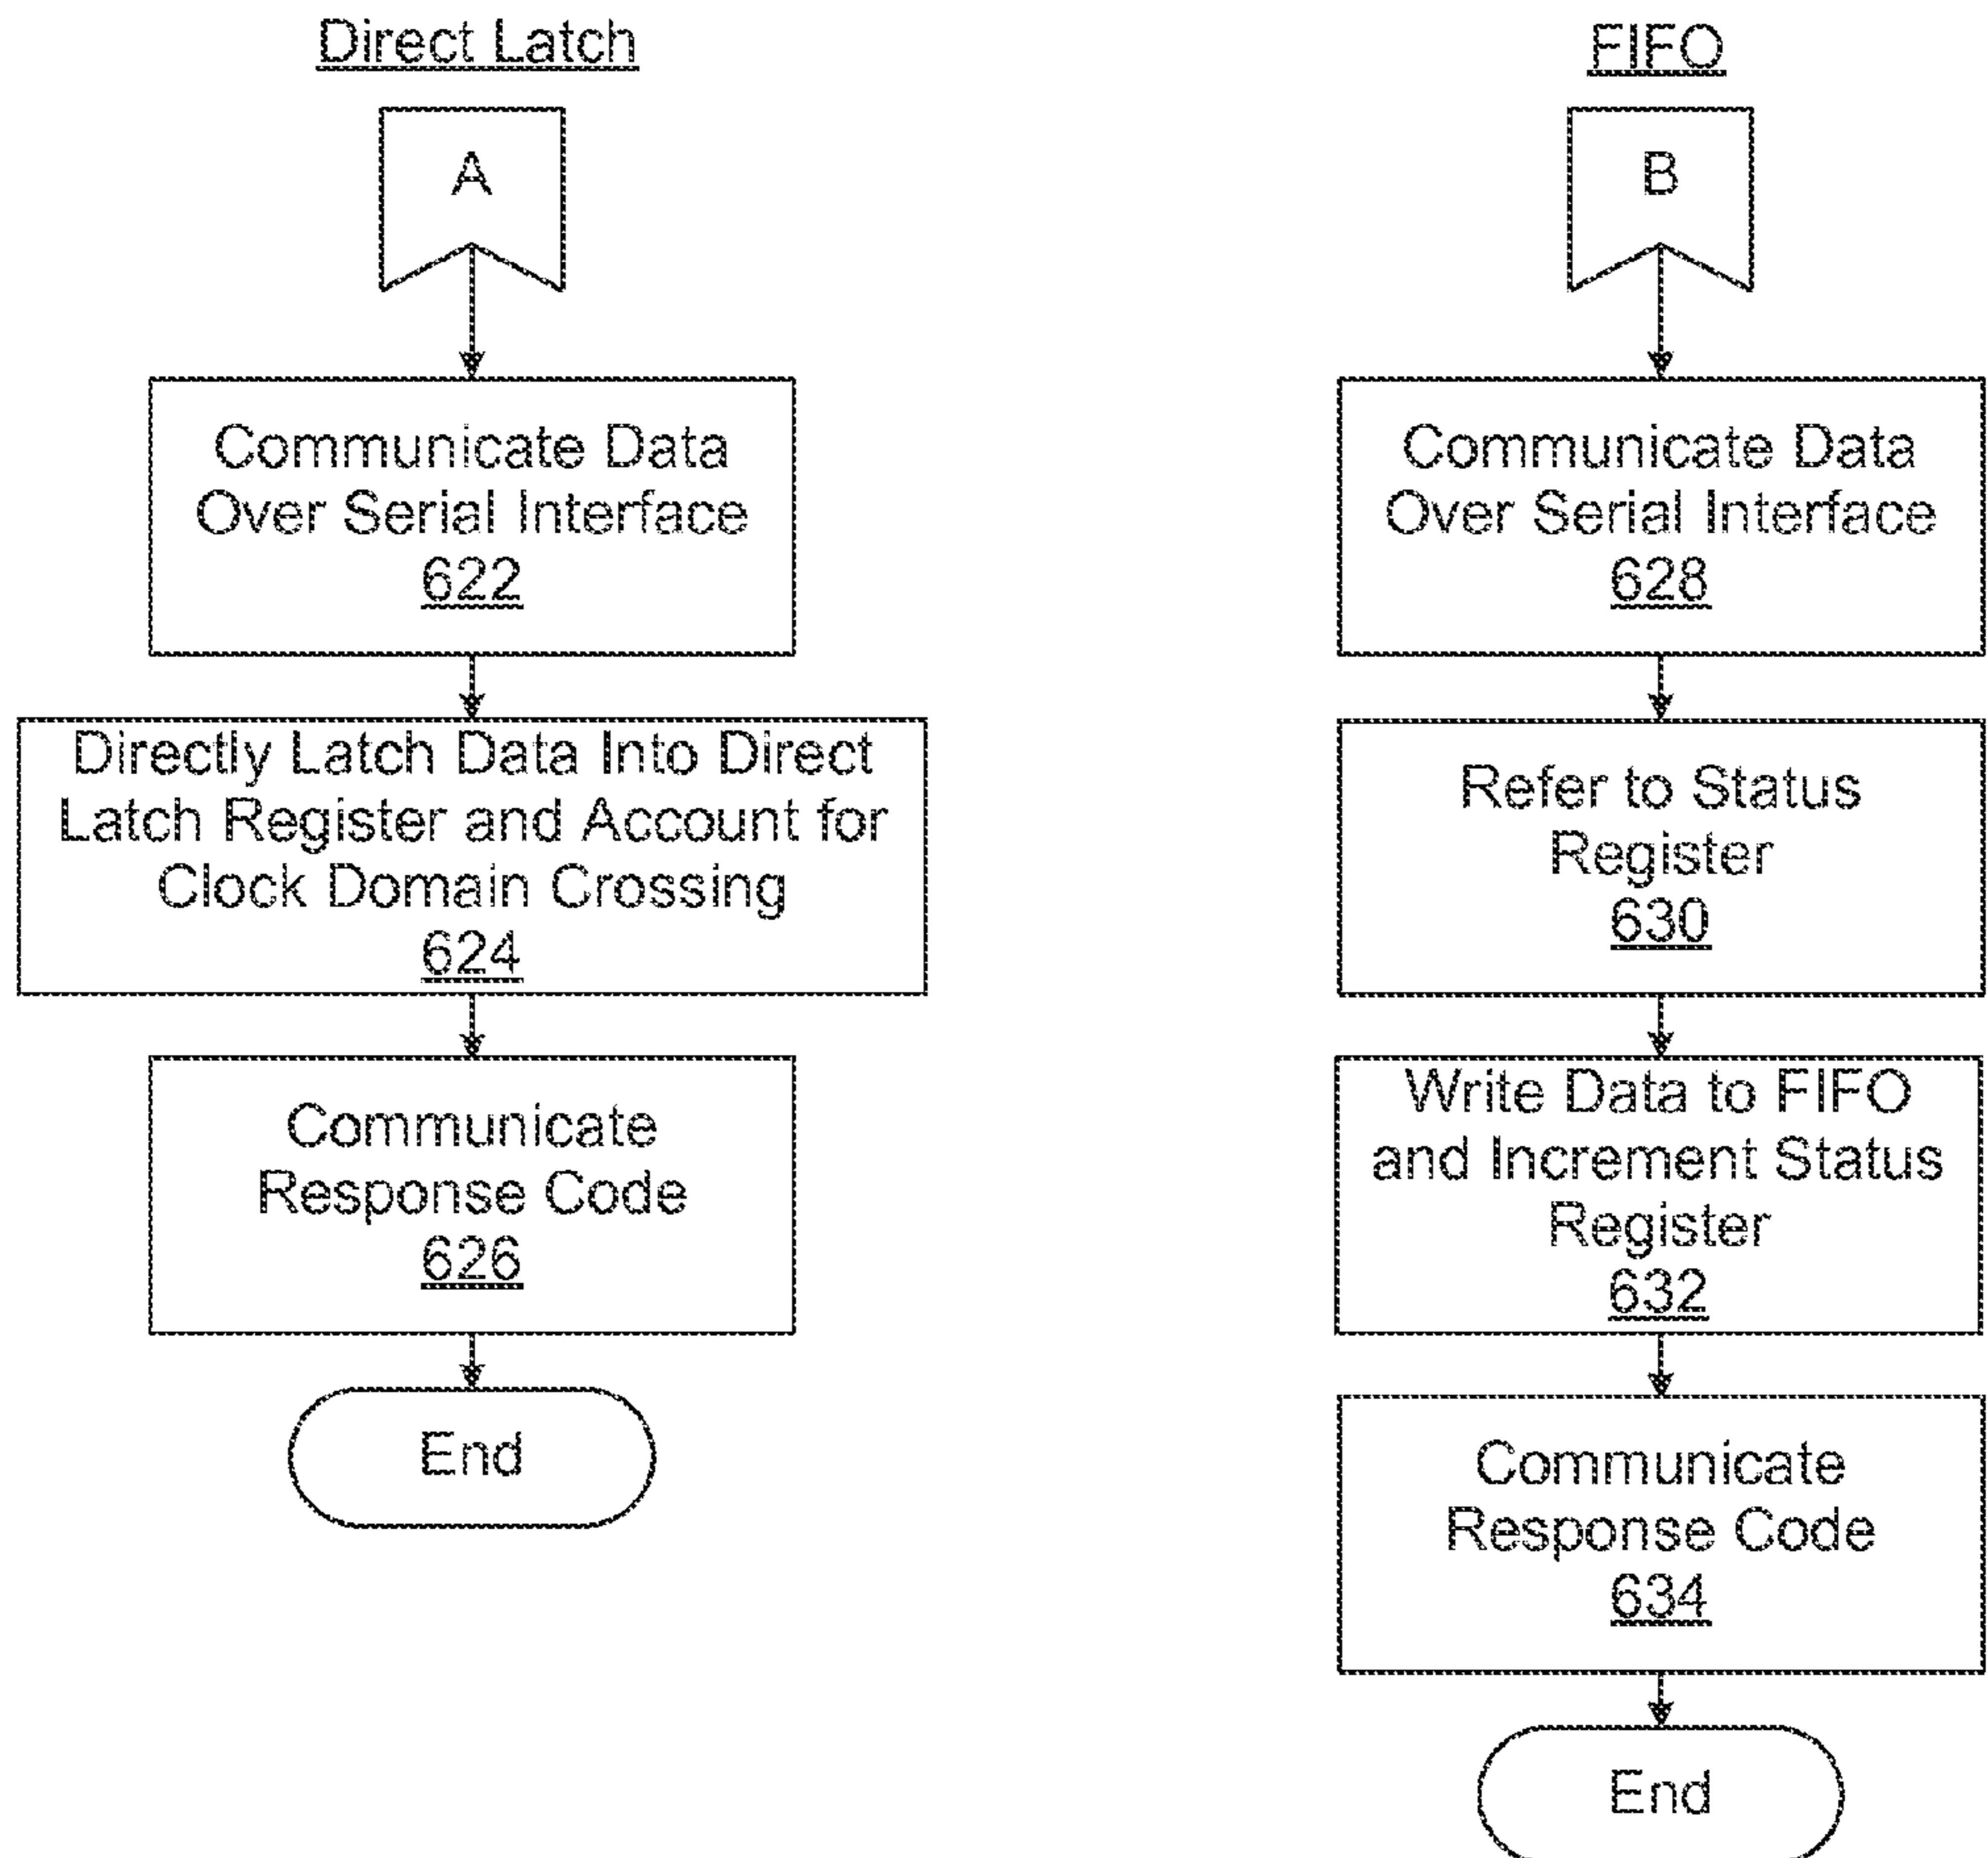 Direct Latch
A
Communicate Data
Over Serial Interface
622
Directly Latch Data Into Direct
Latch Register and Account for
Clock Domain Crossing
624
Communicate
Response Code
626
End
FIFO
B
Communicate Data
Over Serial Interface
628
Refer to Status
Register
630
Write Data to FIFO
and Increment Status
Register
632
Communicate
Response Code
634
End